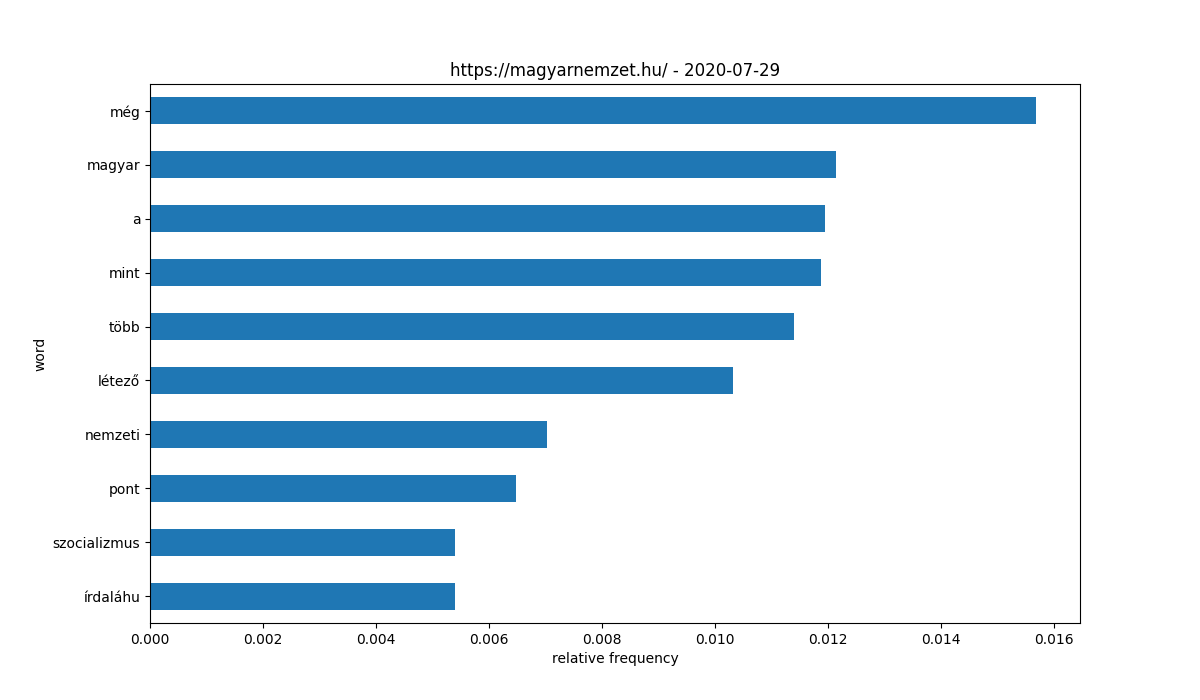 https://magyarnemzet.hu/ - 2020-07-29
még
magyar
a
mint
több
létező
nemzeti
pont
szocializmus
írdaláhu
word
0.000 0.002 0.004 0.006 0.008 0.010 0.012 0.014 0.016
relative frequency